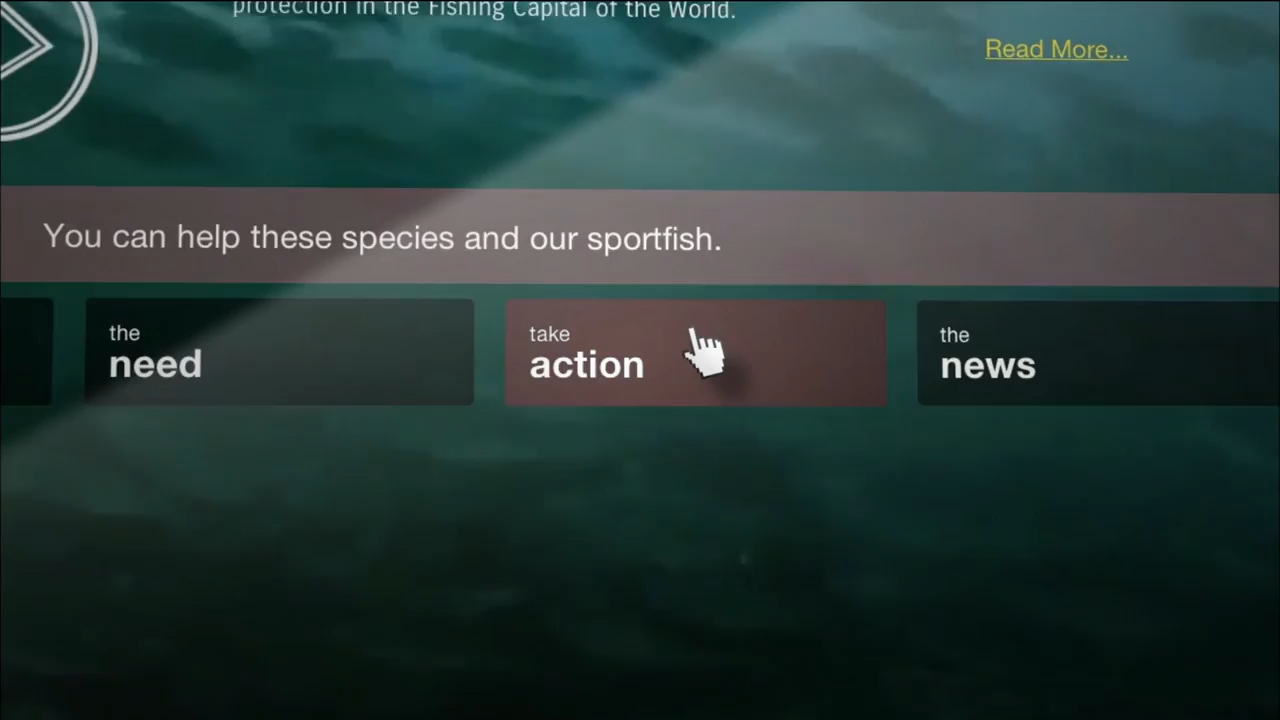 protection in the Fishing Capital of the World.
Read More...
You can help these species and our sportfish.
the
need
take
action
the
news